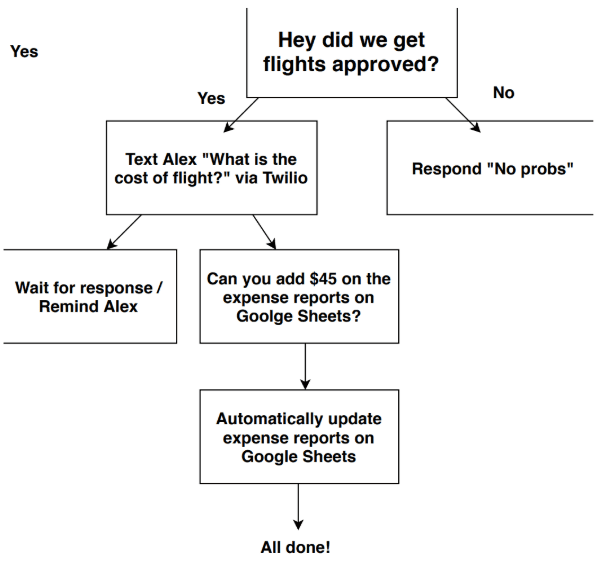 Hey did we get
flights approved?
Yes
Yes
No
Text Alex "What is the
cost of flight?" via Twilio
Respond "No probs"
Wait for response /
Remind Alex
Can you add $45 on the
expense reports on
Goolge Sheets?
Automatically update
expense reports on
Google Sheets
All done!